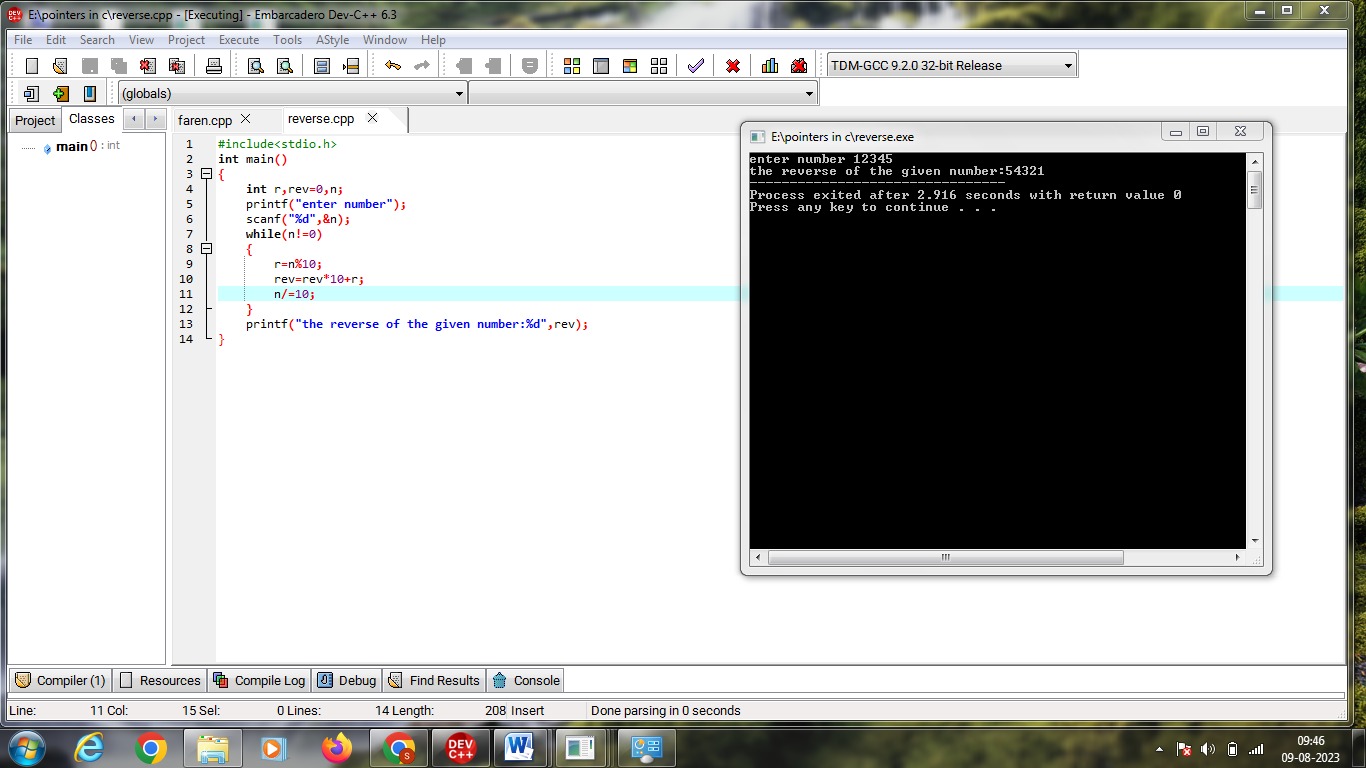 E:\pointers in c\reverse.cpp - [Executing] - Embarcadero Dev-C++ 6.3
File Edit Search View Project Execute Tools AStyle Window Help
TDM-GCC 9.2.0 32-bit Release
(globals)
Project Classes
main () : int
faren.cpp reverse.cpp
1 #include<stdio.h>
2 int main()
3 {
4 int r,rev=0,n;
5 printf("enter number");
6 scanf("%d",&n);
7 while(n!=0)
8 {
9 r=n%10;
10 rev=rev*10+r;
11 n/=10;
12 }
13 printf("the reverse of the given number:%d",rev);
14 }
E:\pointers in c\reverse.exe
enter number 12345
the reverse of the given number:54321
--------------------------------
Process exited after 2.916 seconds with return value 0
Press any key to continue . . .
Compiler (1) Resources Compile Log Debug Find Results Console
Line: 11 Col: 15 Sel: 0 Lines: 14 Length: 208 Insert Done parsing in 0 seconds
DEV C++
S
W
09:46
09-08-2023